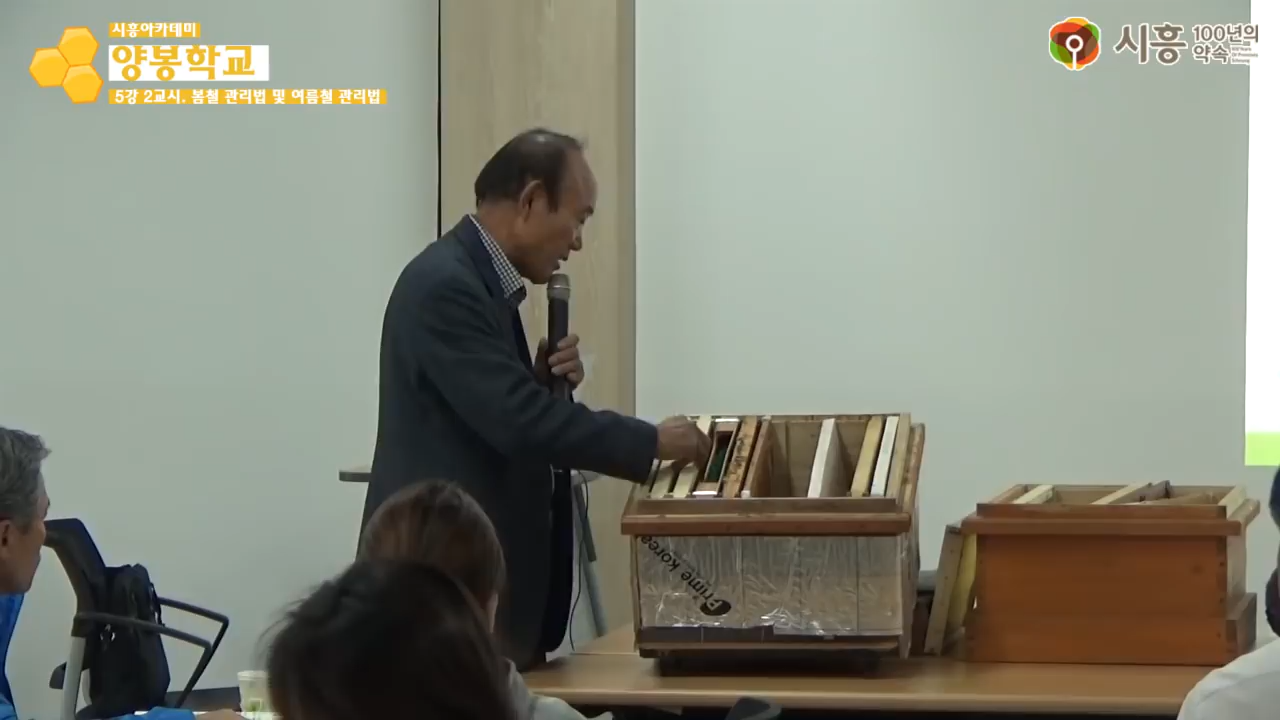 시흥아카데미
양봉학교
5강 2교시. 봄철 관리법 및 여름철 관리법
시흥 100년의 약속
Prime korea